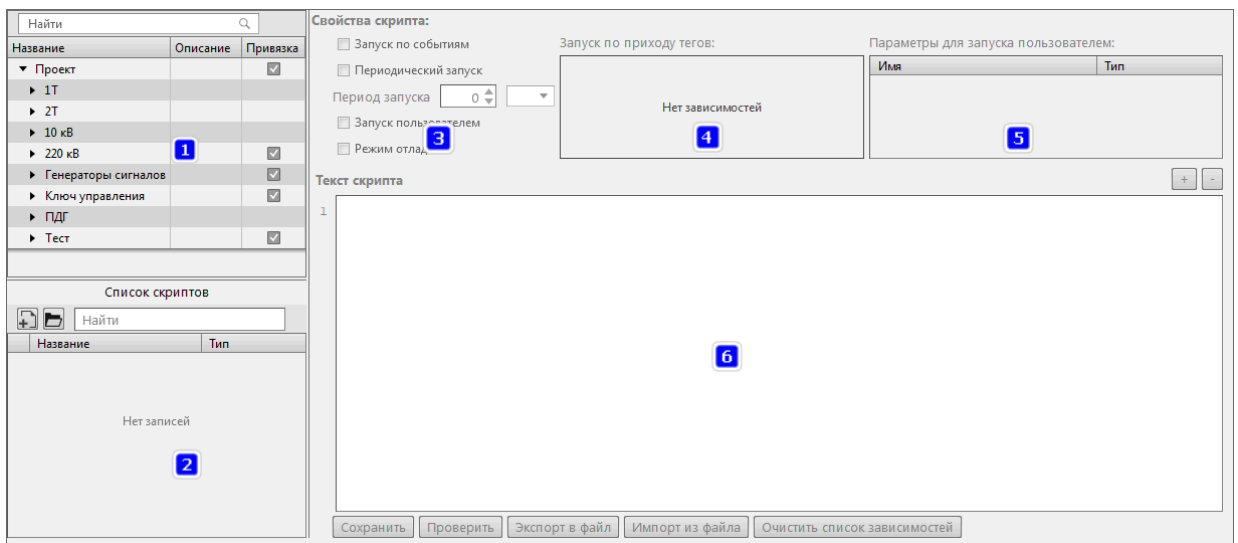 Найти
Название Описание Привязка
Проект
1Т
2Т
10 кВ
220 кВ
Генераторы сигналов
Ключ управления
ПДГ
Тест
1
Список скриптов
Найти
Название Тип
Нет записей
2
Свойства скрипта:
Запуск по событиям
Периодический запуск
Период запуска 0
Запуск пользователем
Режим
3
Запуск по приходу тегов:
Нет зависимостей
4
Параметры для запуска пользователем:
Имя Тип
5
Текст скрипта + -
1
6
Сохранить Проверить Экспорт в файл Импорт из файла Очистить список зависимостей